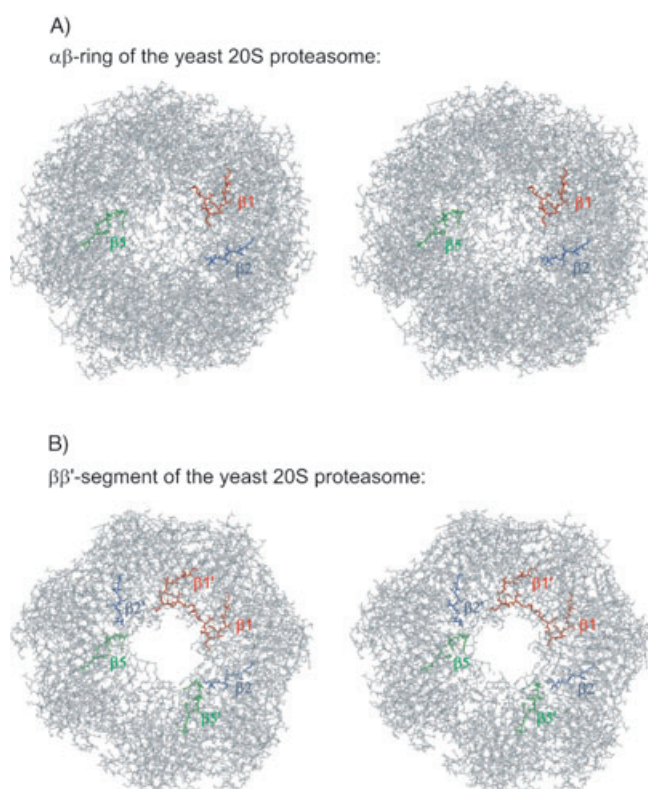 A)
αβ-ring of the yeast 20S proteasome:
β1 β1
β5 β5
β2 β2
B)
ββ'-segment of the yeast 20S proteasome:
β1' β1'
β2' β2'
β1 β1
β5 β5
β2 β2
β5' β5'